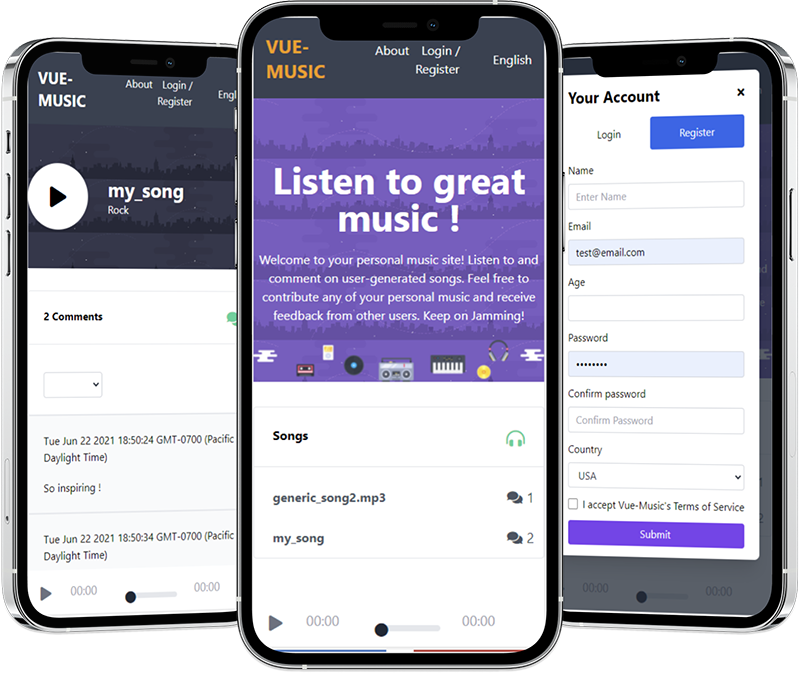 VUE-
MUSIC
About
Login /
Register
Engl
my_song
Rock
2 Comments
Tue Jun 22 2021 18:50:24 GMT-0700 (Pacific
Daylight Time)
So inspiring !
Tue Jun 22 2021 18:50:34 GMT-0700 (Pacific
Daylight Time)
00:00
00:00
VUE-
MUSIC
About
Login /
Register
English
Listen to great
music !
Welcome to your personal music site! Listen to and
comment on user-generated songs. Feel free to
contribute any of your personal music and receive
feedback from other users. Keep on Jamming!
Songs
generic_song2.mp3
1
my_song
2
00:00
00:00
Your Account
×
Login
Register
Name
Enter Name
Email
test@email.com
Age
Password
••••••••
Confirm password
Confirm Password
Country
USA
I accept Vue-Music's Terms of Service
Submit
00:00
00:00